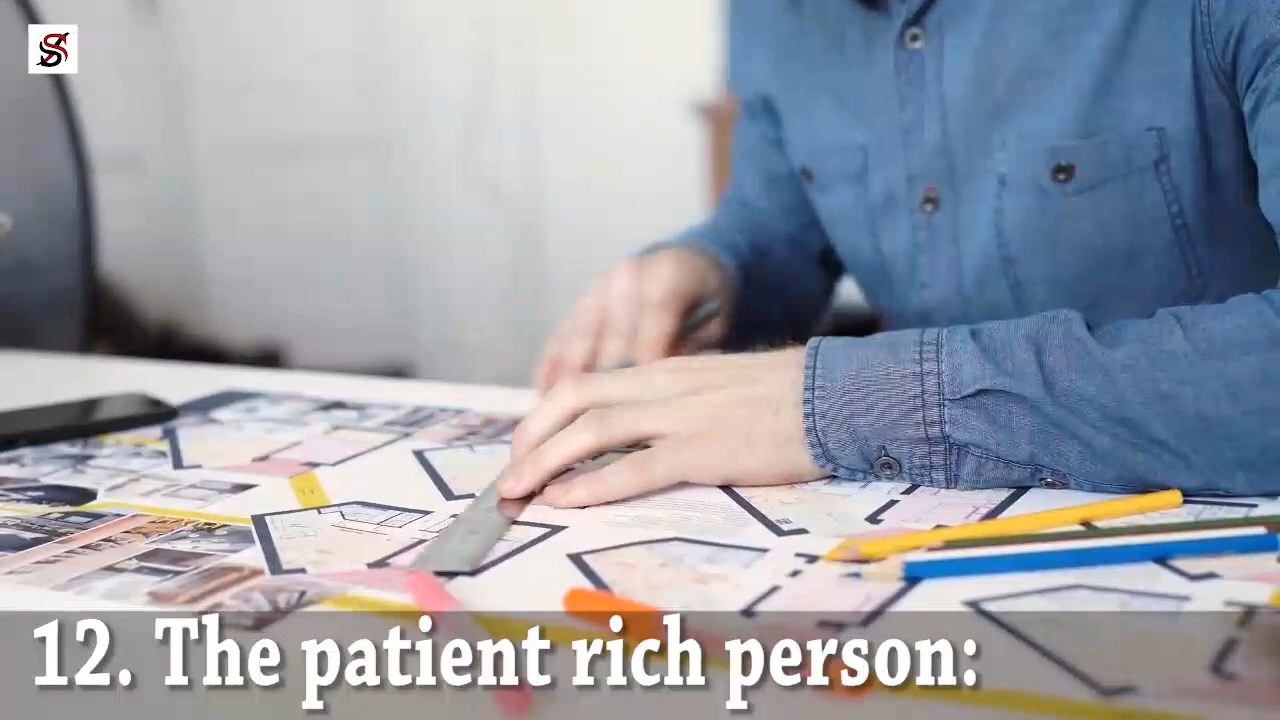 S
12. The patient rich person: